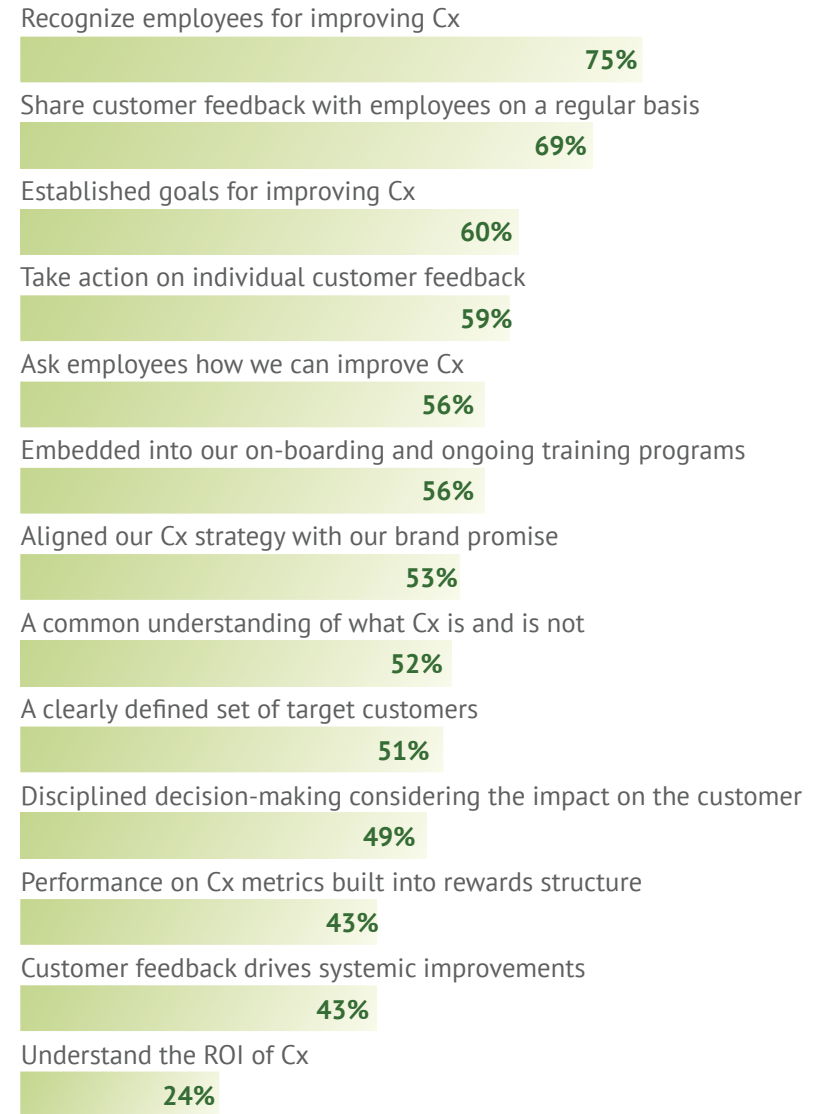 Recognize employees for improving Cx
75%
Share customer feedback with employees on a regular basis
69%
Established goals for improving Cx
60%
Take action on individual customer feedback
59%
Ask employees how we can improve Cx
56%
Embedded into our on-boarding and ongoing training programs
56%
Aligned our Cx strategy with our brand promise
53%
A common understanding of what Cx is and is not
52%
A clearly defined set of target customers
51%
Disciplined decision-making considering the impact on the customer
49%
Performance on Cx metrics built into rewards structure
43%
Customer feedback drives systemic improvements
43%
Understand the ROI of Cx
24%